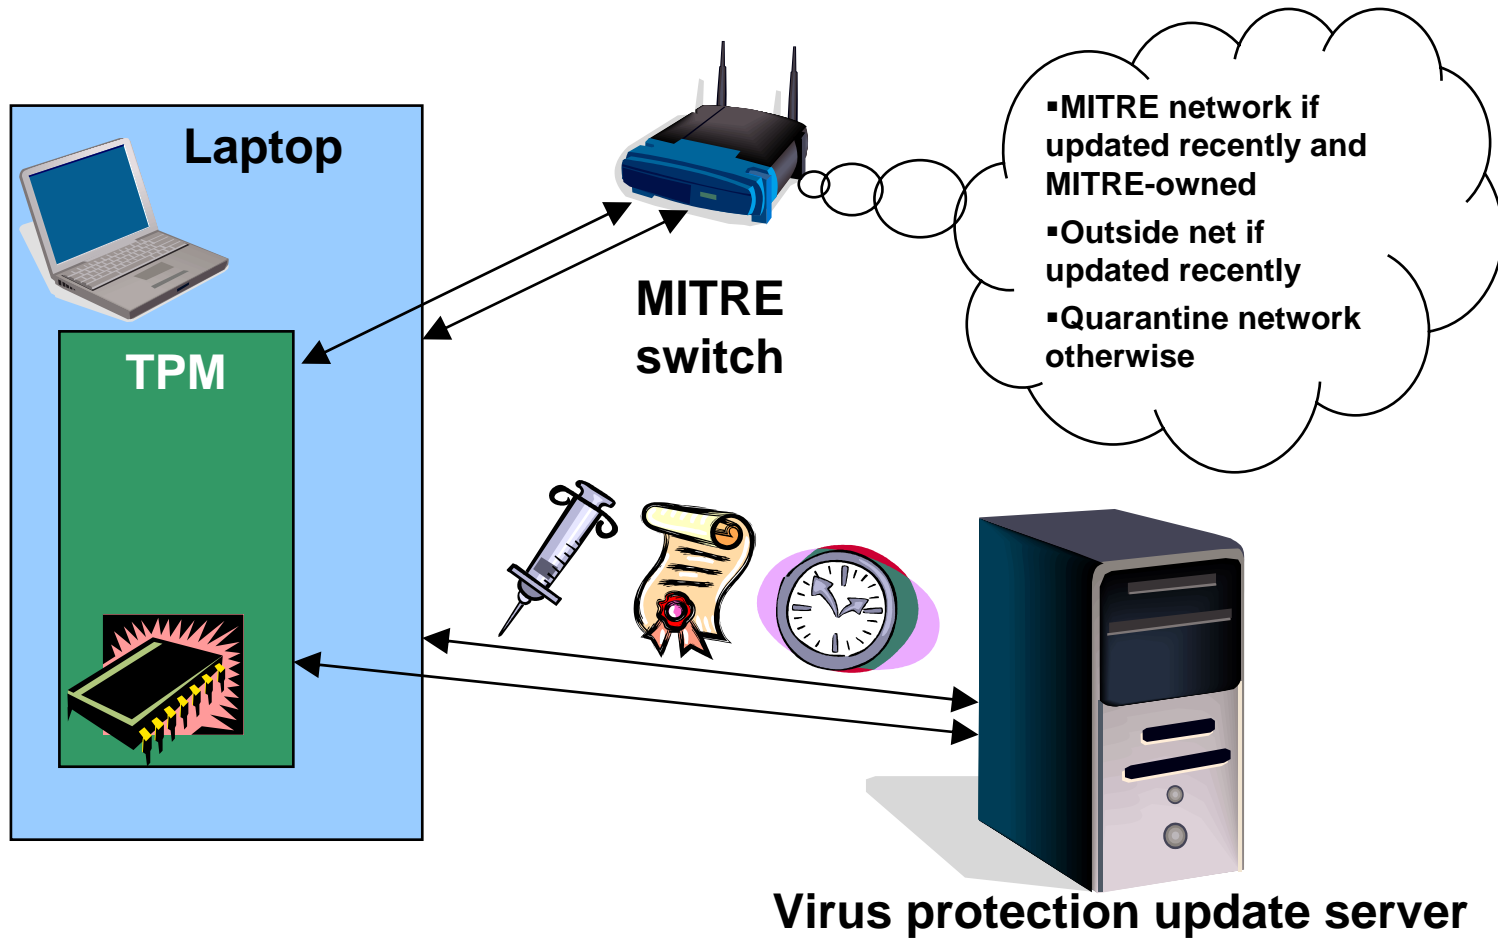 Laptop
TPM
MITRE
switch
▪MITRE network if
updated recently and
MITRE-owned
▪Outside net if
updated recently
▪Quarantine network
otherwise
Virus protection update server